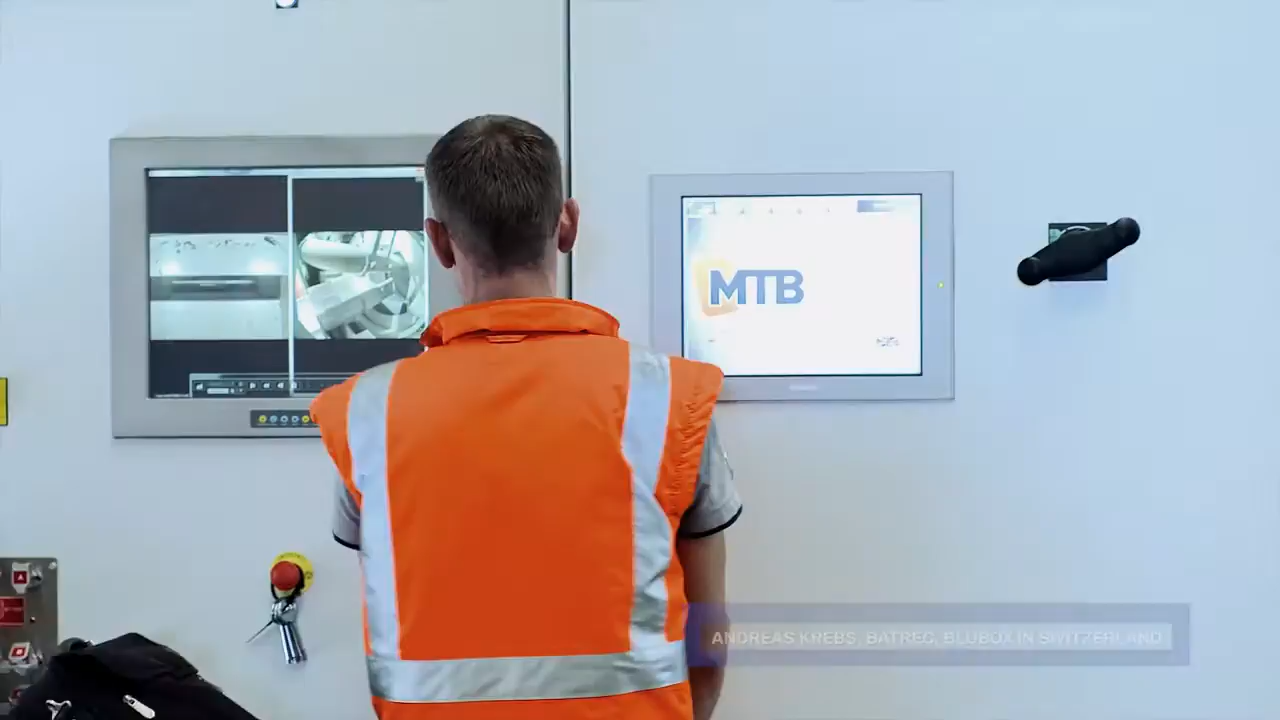 MTB
ANDREAS KREBS, BATREC, BLUBOX IN SWITZERLAND